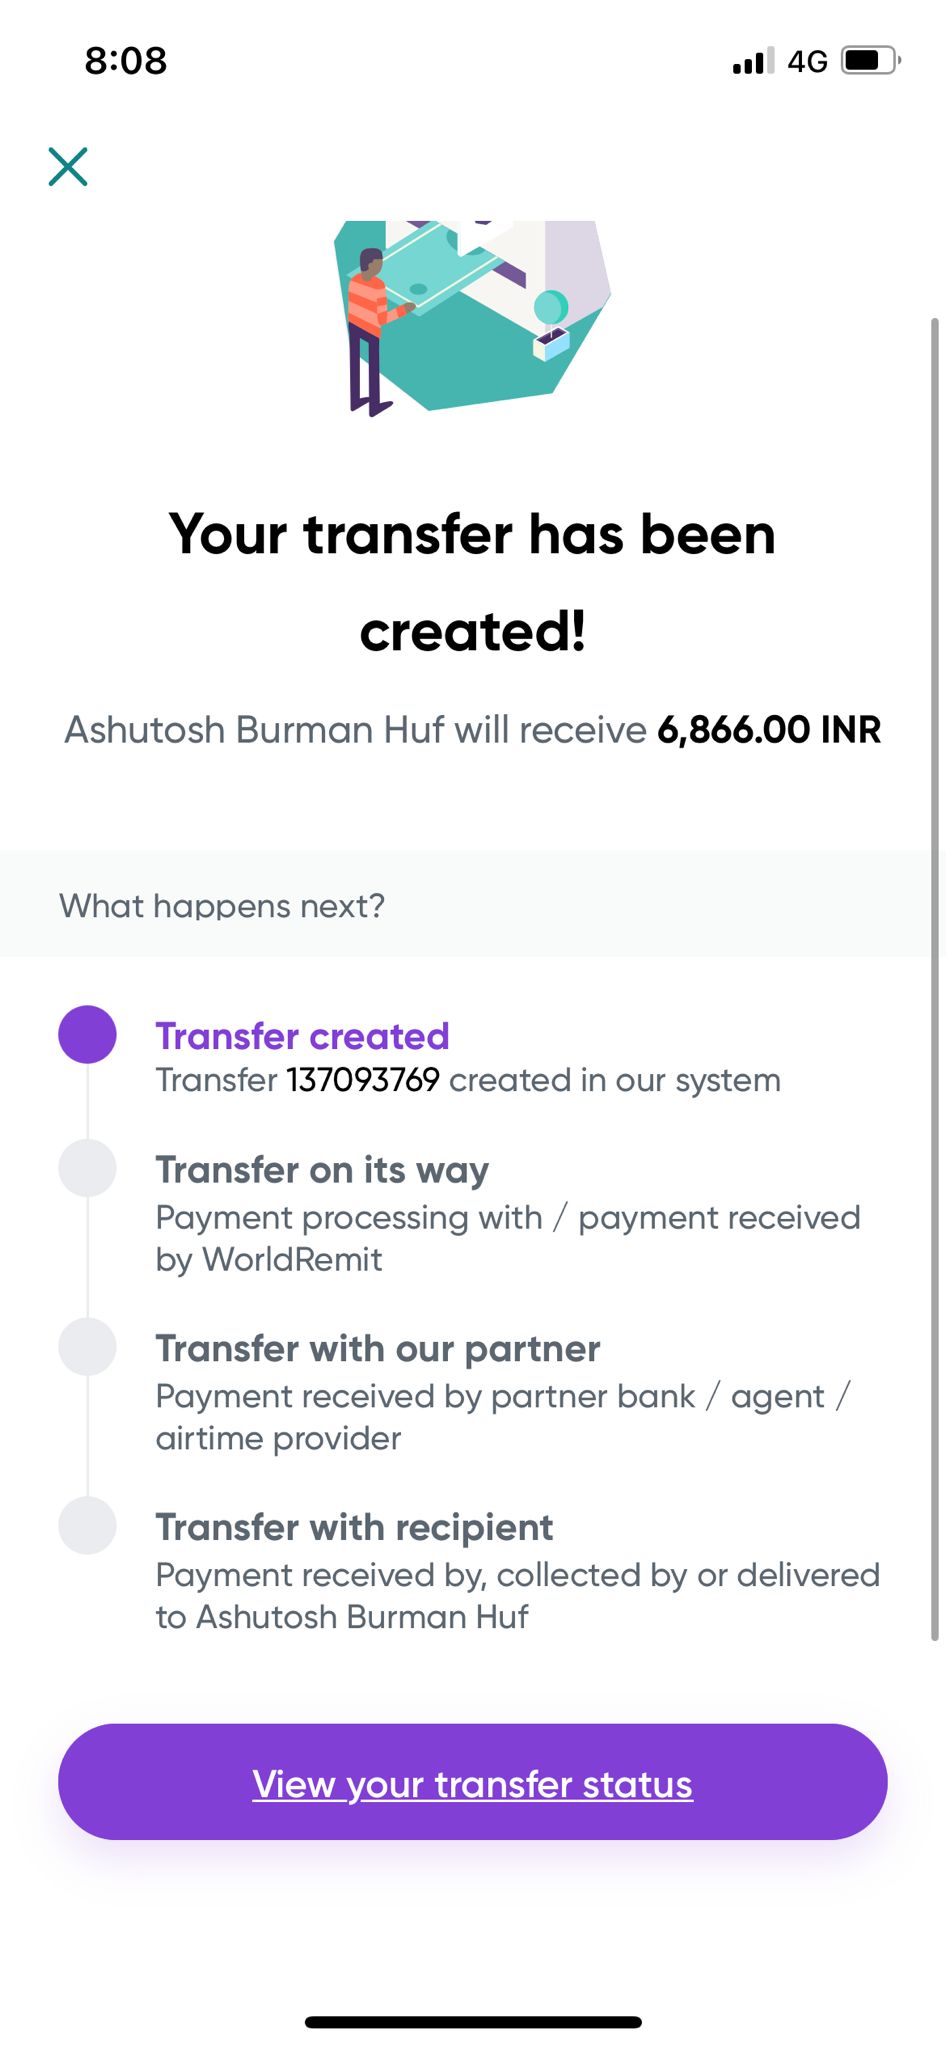 8:08
4G
Your transfer has been
created!
Ashutosh Burman Huf will receive 6,866.00 INR
What happens next?
Transfer created
Transfer 137093769 created in our system
Transfer on its way
Payment processing with / payment received
by WorldRemit
Transfer with our partner
Payment received by partner bank / agent /
airtime provider
Transfer with recipient
Payment received by, collected by or delivered
to Ashutosh Burman Huf
View your transfer status